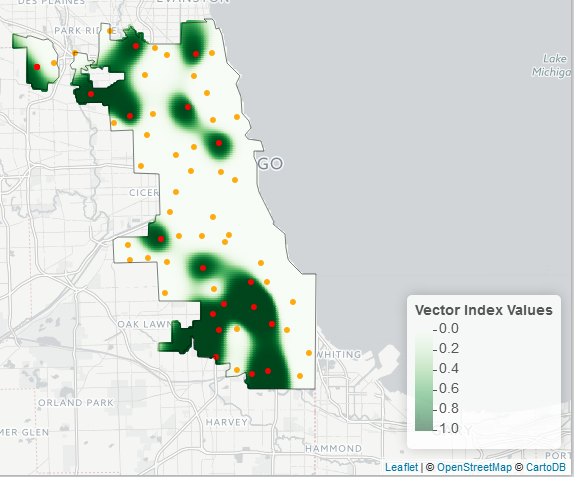 DES PLAINES
EVANSTON
PARK RID E
Lake
Michiga
GO
CICER
OAK LAWN
WHITING
ORLAND PARK
MER GLEN
HARVEY
HAMMOND
PORT
Vector Index Values
0.0
0.2
0.4
0.6
0.8
1.0
Leaflet | © OpenStreetMap © CartoDB